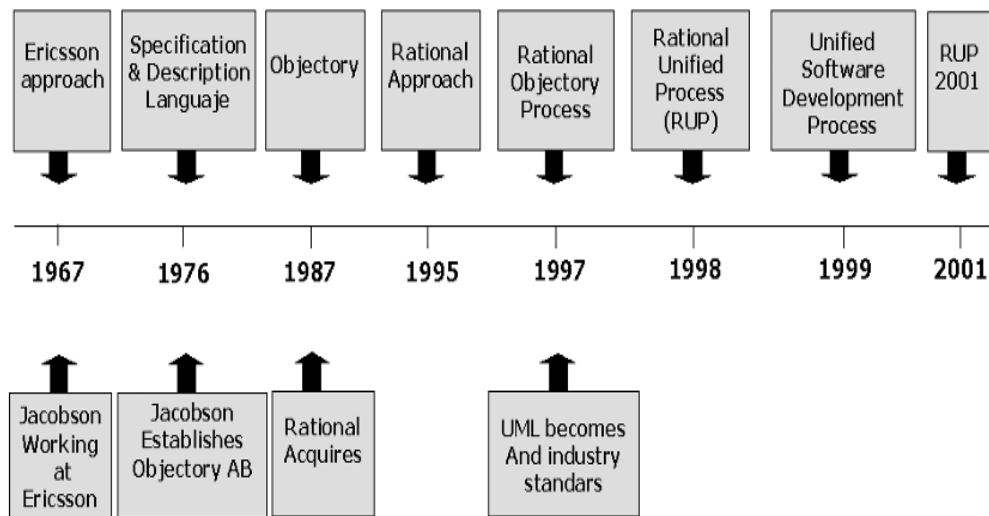 Ericsson
approach
Specification
& Description
Languaje
Objectory
Rational
Approach
Rational
Objectory
Process
Rational
Unified
Process
(RUP)
Unified
Software
Development
Process
RUP
2001
1967
1976
1987
1995
1997
1998
1999
2001
Jacobson
Working
at
Ericsson
Jacobson
Establishes
Objectory AB
Rational
Acquires
UML becomes
And industry
standars